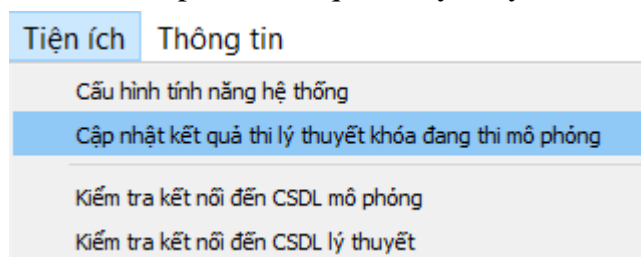 Tiện ích Thông tin
Cấu hình tính năng hệ thống
Cập nhật kết quả thi lý thuyết khóa đang thi mô phỏng
Kiểm tra kết nối đến CSDL mô phỏng
Kiểm tra kết nối đến CSDL lý thuyết